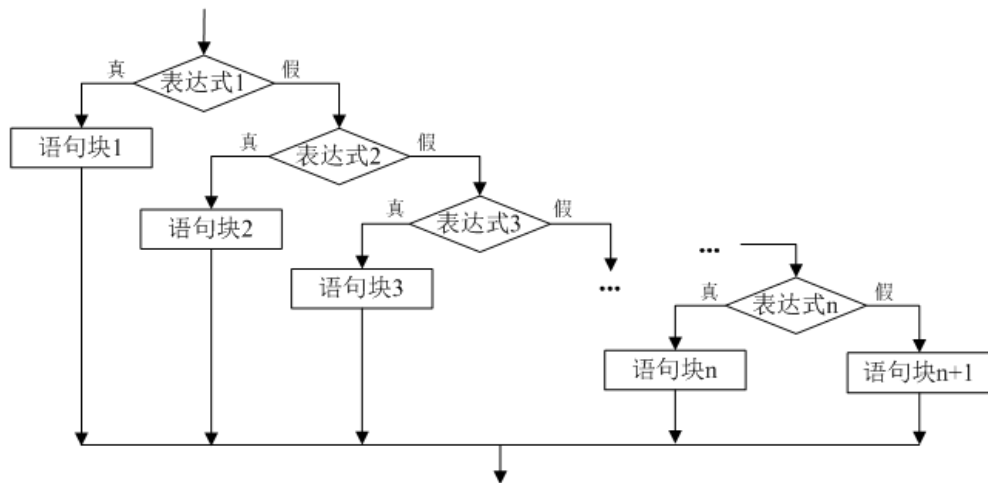 真
表达式1
假
语句块1
真
表达式2
假
语句块2
真
表达式3
假
语句块3
...
...
真
表达式n
假
语句块n
语句块n+1